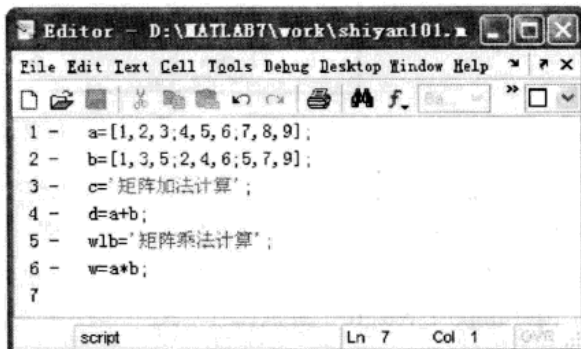 Editor - D:\MATLAB7\work\shiyan101.m
File Edit Text Cell Tools Debug Desktop Window Help
1 - a=[1,2,3;4,5,6;7,8,9];
2 - b=[1,3,5;2,4,6;5,7,9];
3 - c='矩阵加法计算';
4 - d=a+b;
5 - wlb='矩阵乘法计算';
6 - w=a*b;
7
script Ln 7 Col 1 OVR